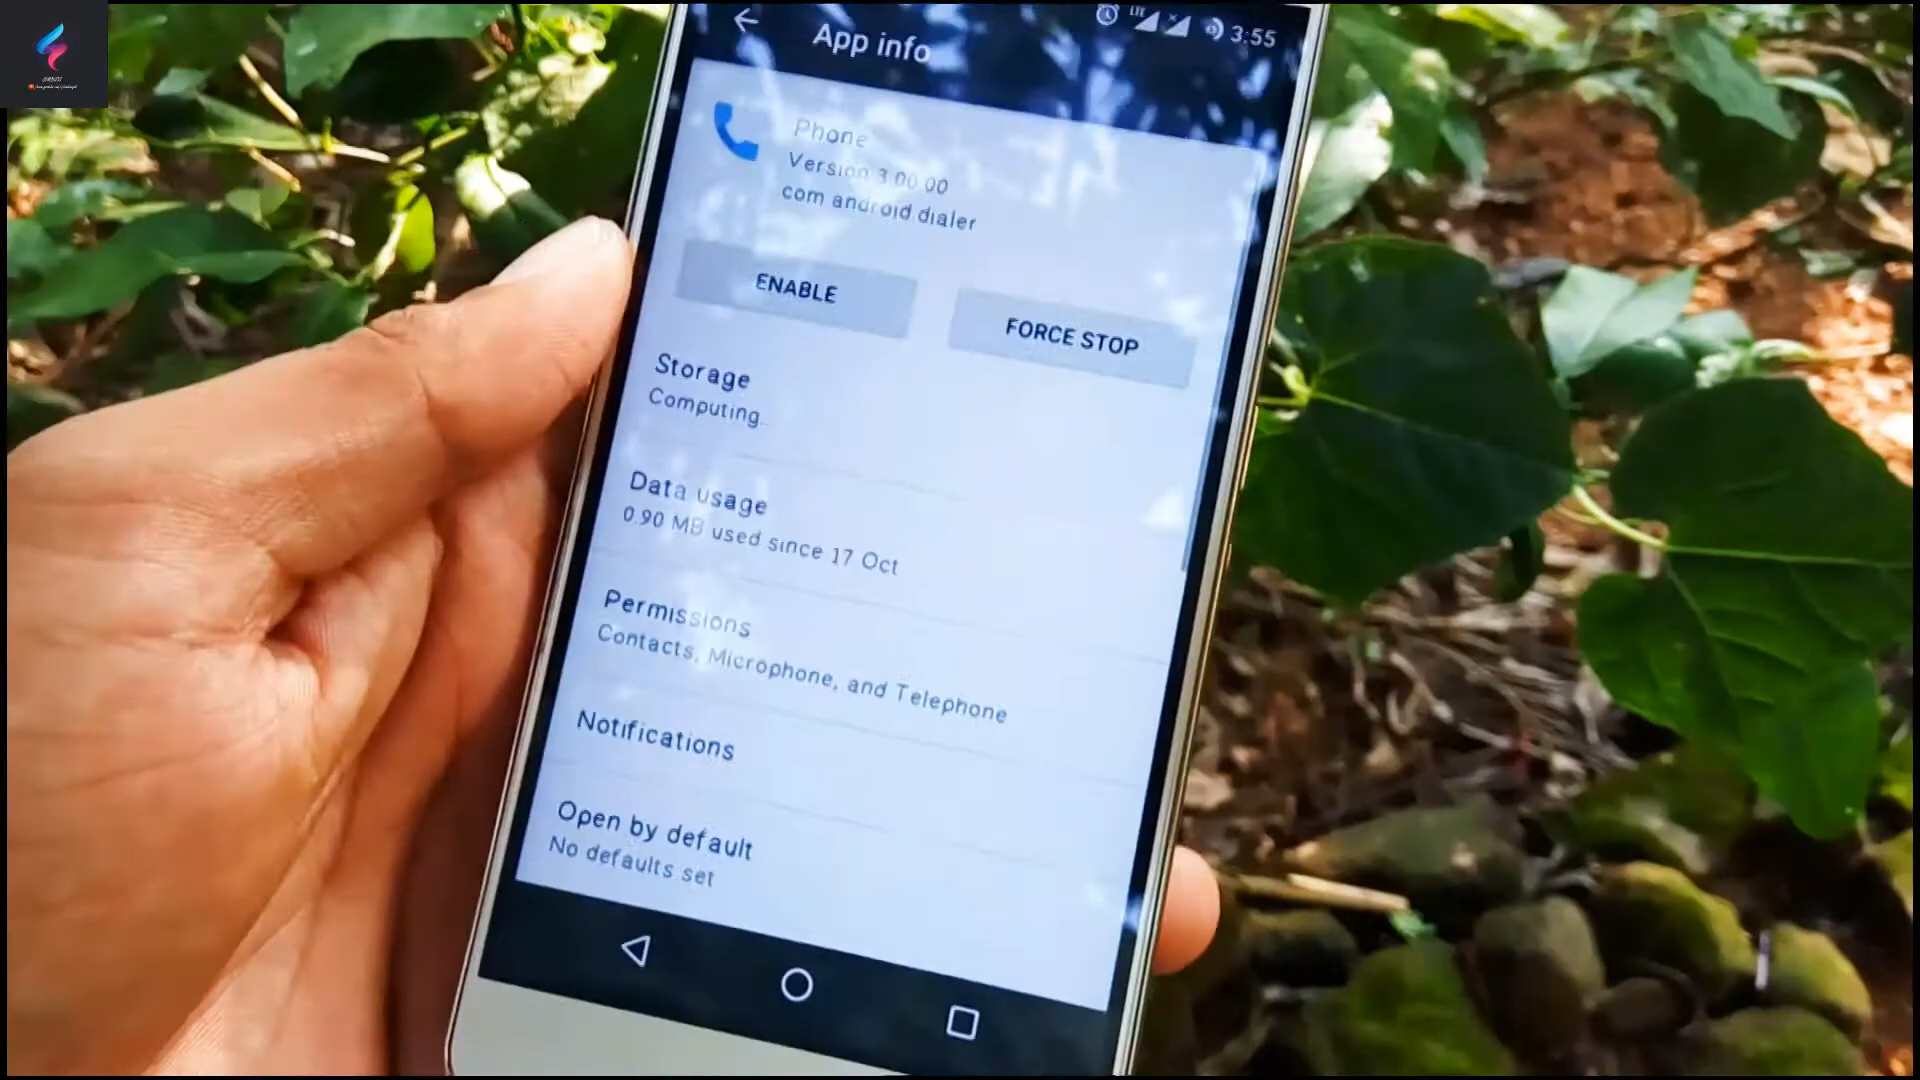 App info
LTE
3:55
Phone
Version 3.00.00
com android.dialer
ENABLE
FORCE STOP
Storage
Computing
Data usage
0.90 MB used since 17 Oct
Permissions
Contacts, Microphone, and Telephone
Notifications
Open by default
No defaults set